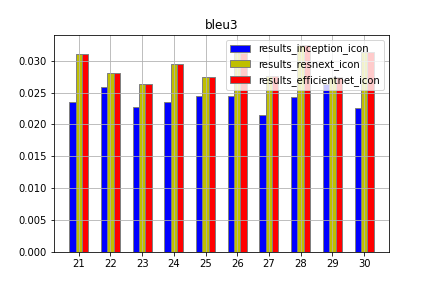 bleu3
results_inception_icon
results_resnext_icon
results_efficientnet_icon
0.030
0.025
0.020
0.015
0.010
0.005
0.000
21 22 23 24 25 26 27 28 29 30